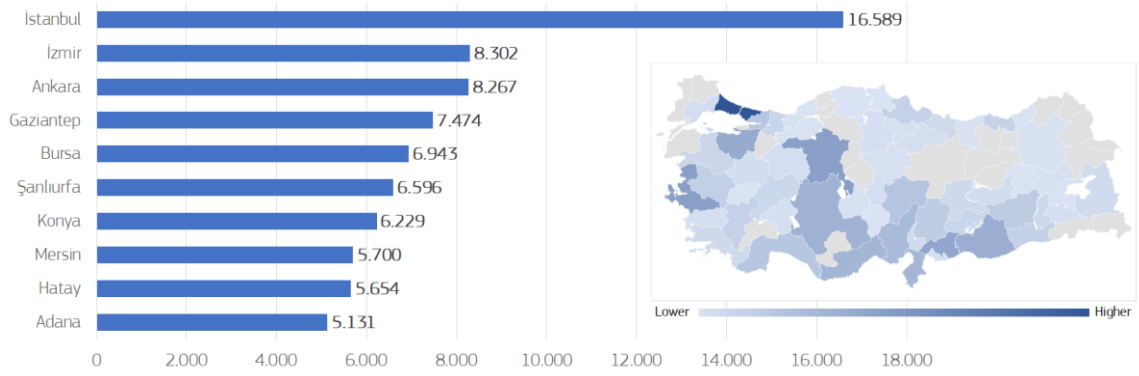 İstanbul 16.589
İzmir 8.302
Ankara 8.267
Gaziantep 7.474
Bursa 6.943
Şanlıurfa 6.596
Konya 6.229
Mersin 5.700
Hatay 5.654
Adana 5.131
Lower Higher
0 2.000 4.000 6.000 8.000 10.000 12.000 14.000 16.000 18.000